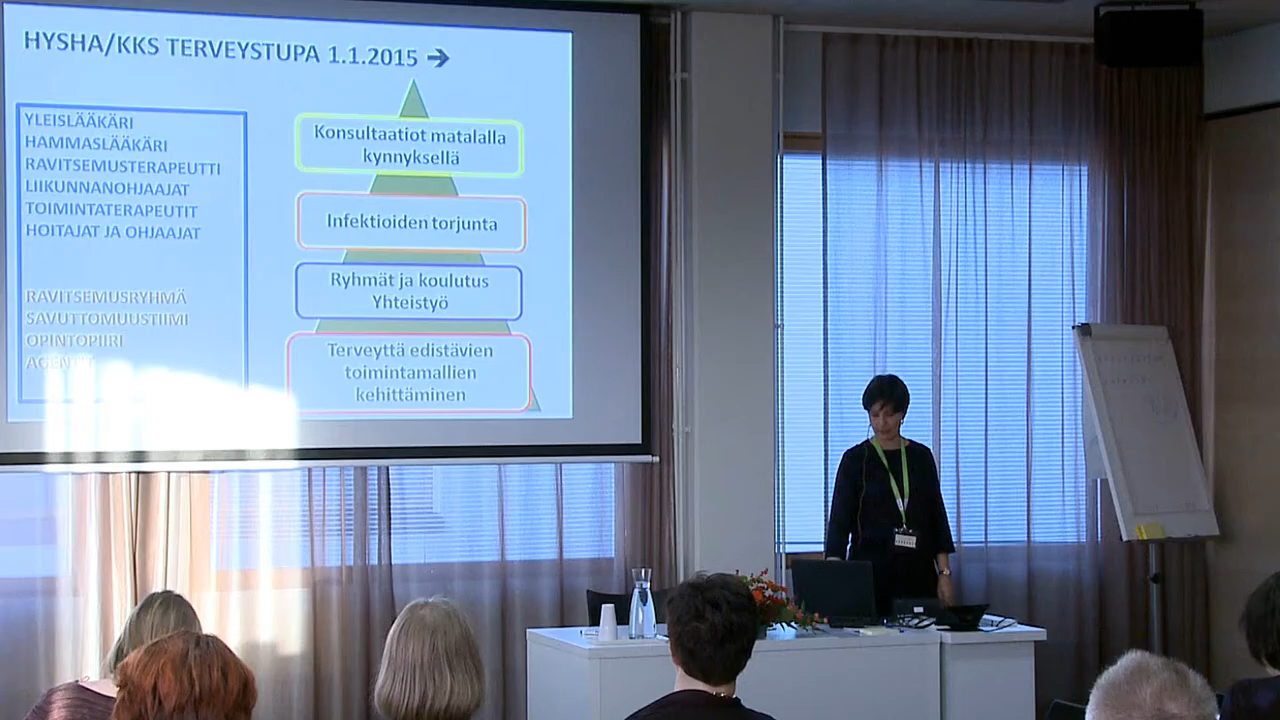 HYSHA/KKS TERVEYSTUPA 1.1.2015 →
YLEISLÄÄKÄRI
HAMMASLÄÄKÄRI
RAVITSEMUSTERAPEUTTI
LIIKUNNANOHJAAJAT
TOIMINTATERAPEUTIT
HOITAJAT JA OHJAAJAT
RAVITSEMUSRYHMÄ
SAVUTTOMUUSTIIMI
OPINTOPIIRI
Konsultaatiot matalalla
kynnyksellä
Infektioiden torjunta
Ryhmät ja koulutus
Yhteistyö
Terveyttä edistävien
toimintamallien
kehittäminen